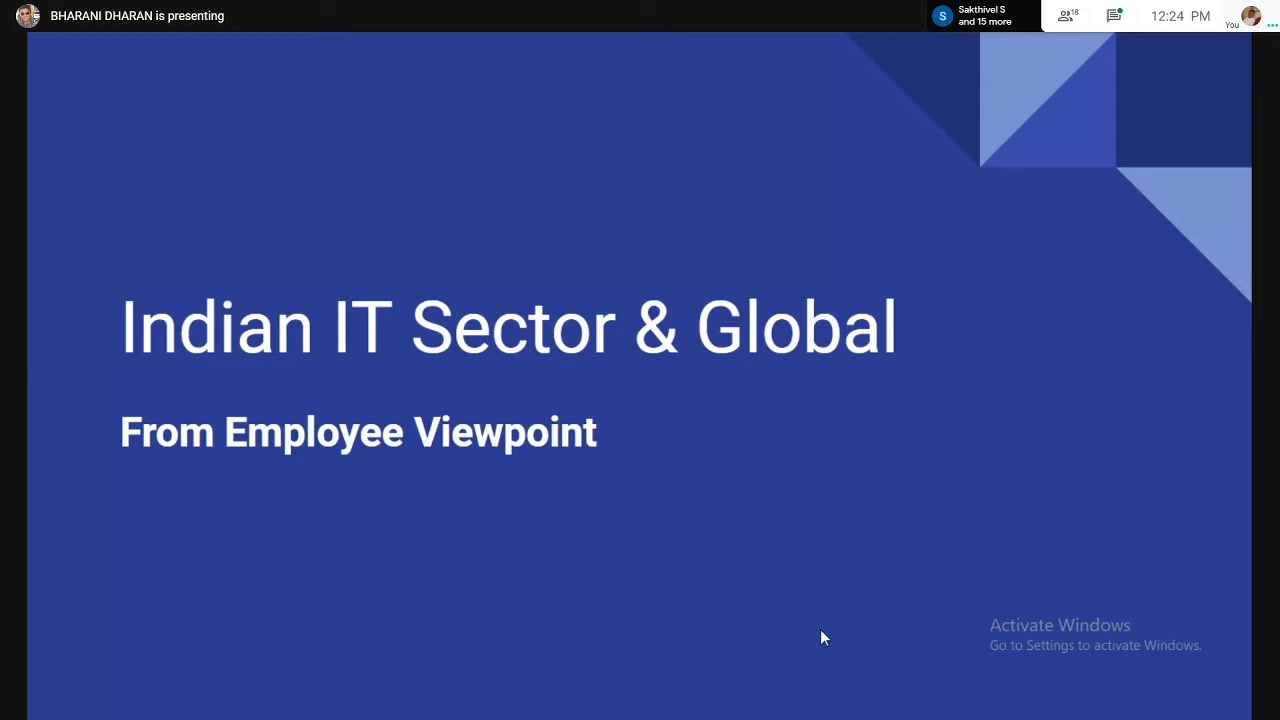 BHARANI DHARAN is presenting
S
Sakthivel S
and 15 more
18
12:24 PM
You
Indian IT Sector & Global
From Employee Viewpoint
Activate Windows
Go to Settings to activate Windows.